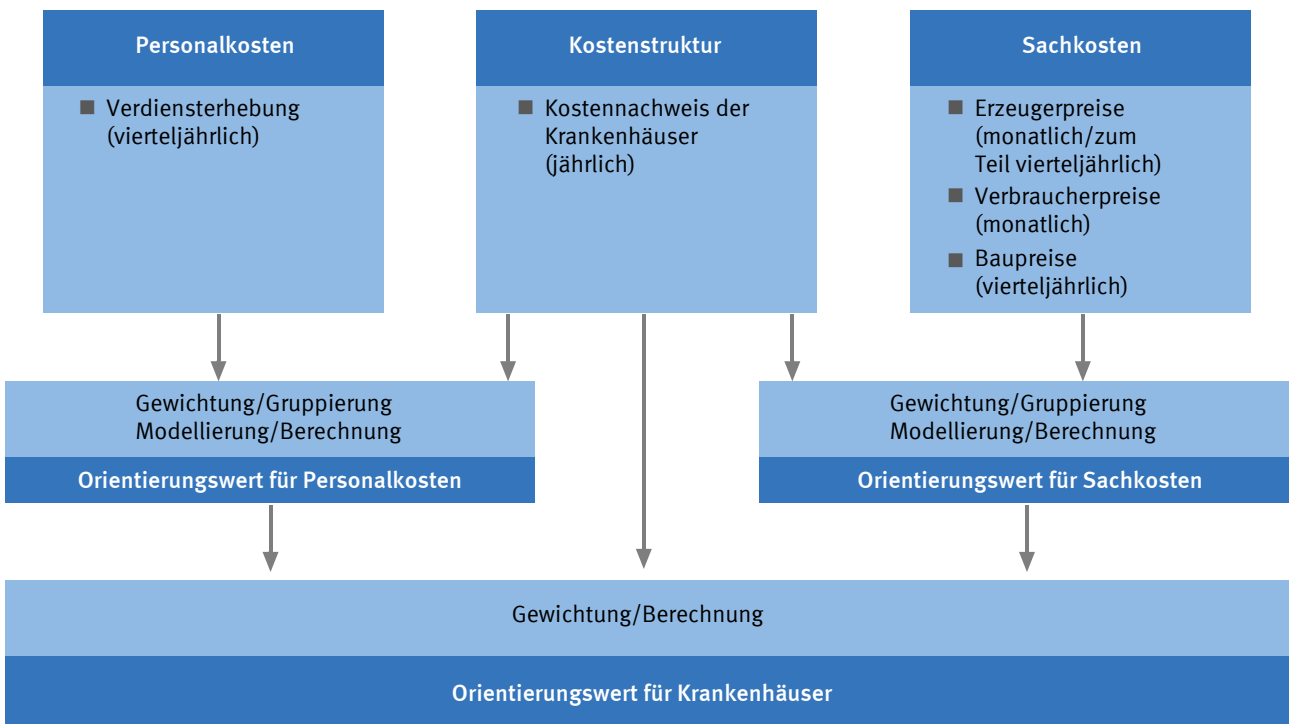 Personalkosten
Verdiensterhebung
(vierteljährlich)
Kostenstruktur
Kostennachweis der
Krankenhäuser
(jährlich)
Sachkosten
Erzeugerpreise
(monatlich/zum
Teil vierteljährlich)
Verbraucherpreise
(monatlich)
Baupreise
(vierteljährlich)
Gewichtung/Gruppierung
Modellierung/Berechnung
Orientierungswert für Personalkosten
Gewichtung/Gruppierung
Modellierung/Berechnung
Orientierungswert für Sachkosten
Gewichtung/Berechnung
Orientierungswert für Krankenhäuser